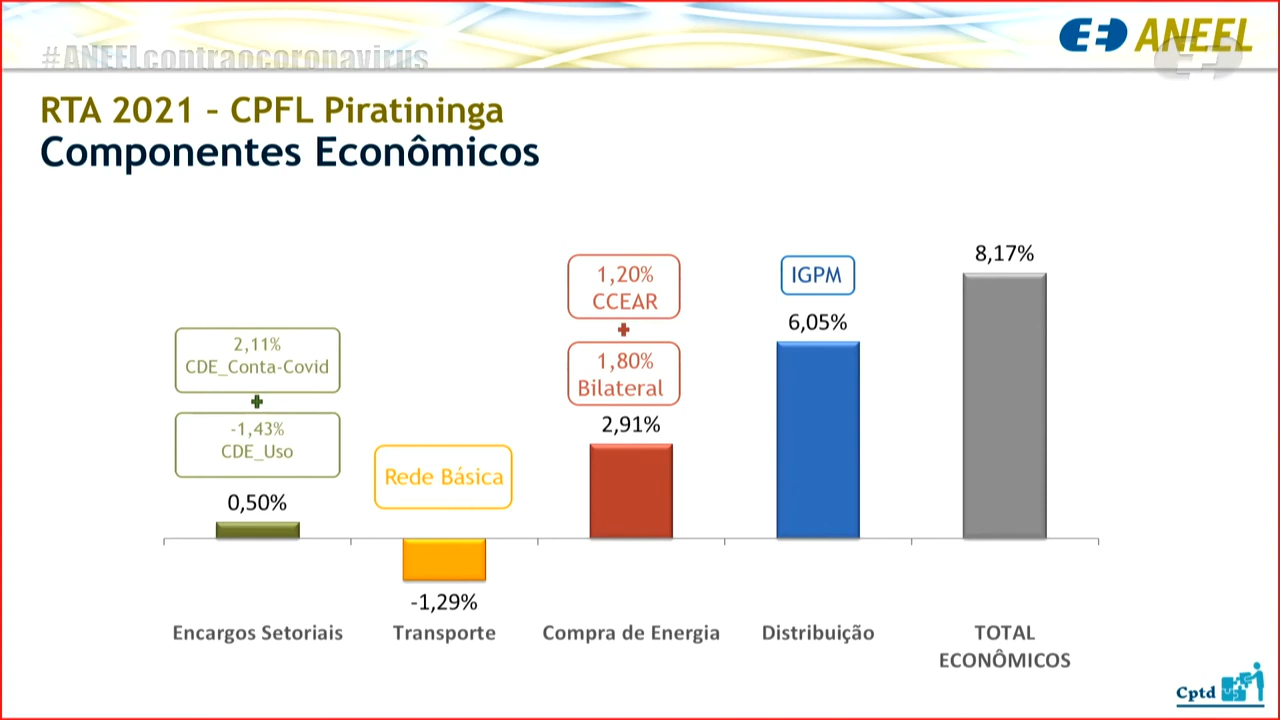 #ANEELcontraocoronavirus
ANEEL
RTA 2021 – CPFL Piratininga
Componentes Econômicos
2,11%
CDE_Conta-Covid
-1,43%
CDE_Uso
0,50%
Rede Básica
-1,29%
1,20%
CCEAR
1,80%
Bilateral
2,91%
IGPM
6,05%
8,17%
Encargos Setoriais
Transporte
Compra de Energia
Distribuição
TOTAL
ECONÔMICOS
Cptd